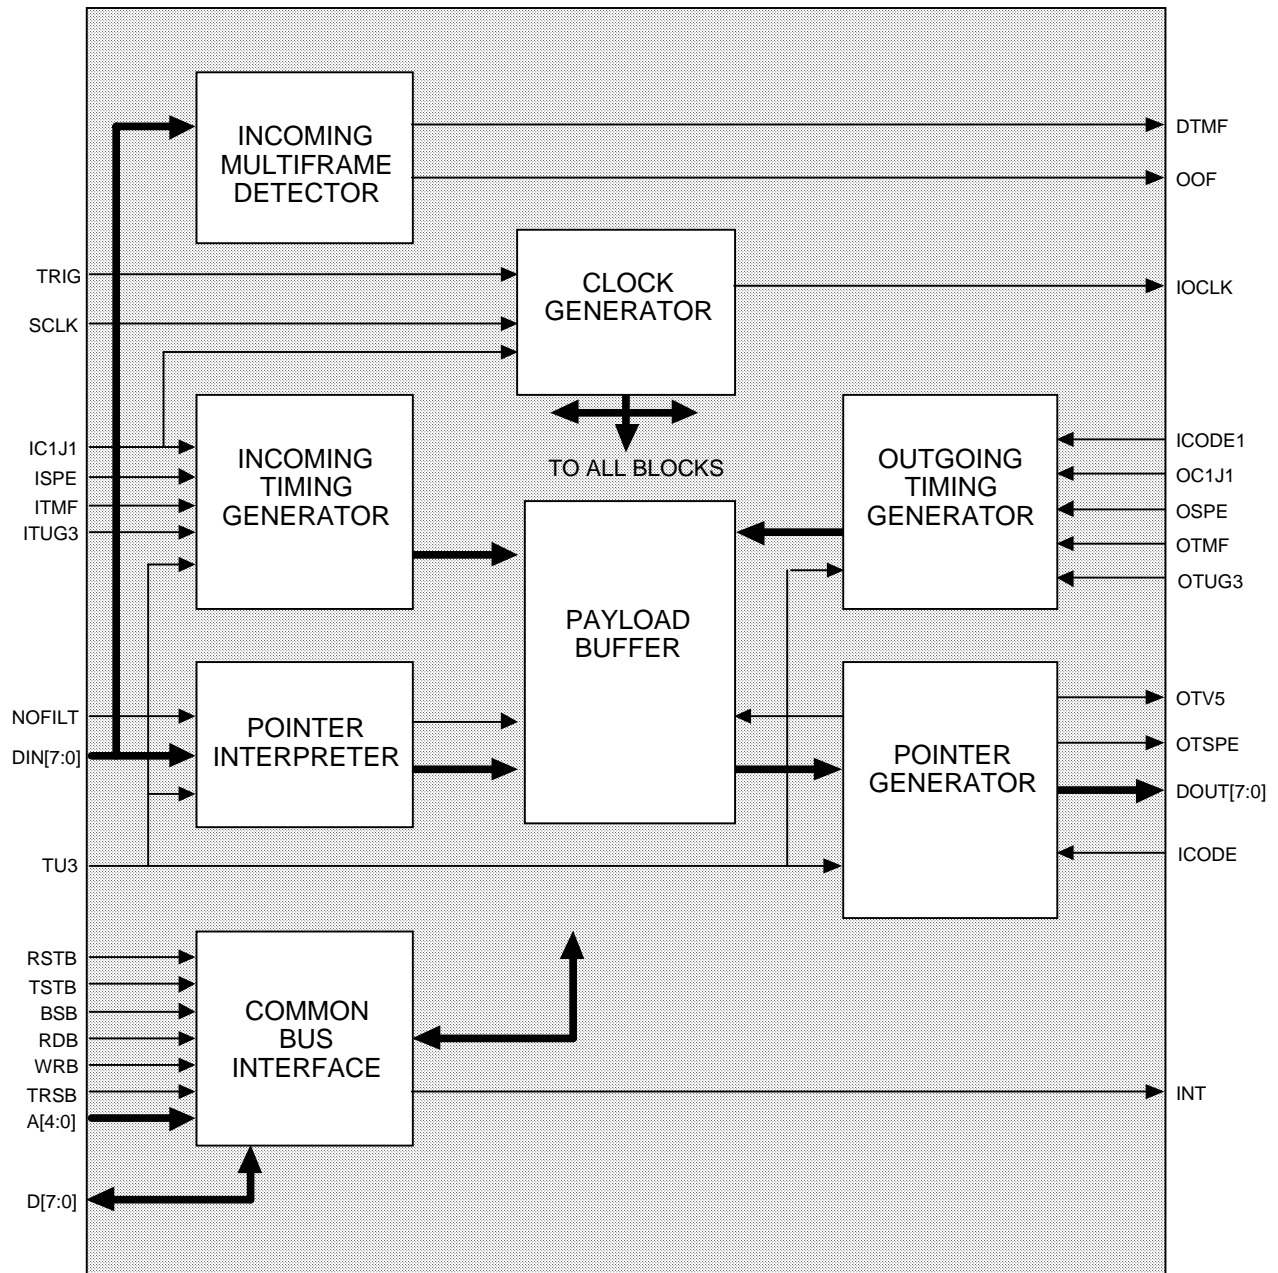 INCOMING
MULTIFRAME
DETECTOR
DTMF
OOF
TRIG
SCLK
CLOCK
GENERATOR
IOCLK
TO ALL BLOCKS
IC1J1
ISPE
ITMF
ITUG3
INCOMING
TIMING
GENERATOR
OUTGOING
TIMING
GENERATOR
ICODE1
OC1J1
OSPE
OTMF
OTUG3
PAYLOAD
BUFFER
NOFILT
DIN[7:0]
TU3
POINTER
INTERPRETER
POINTER
GENERATOR
OTV5
OTSPE
DOUT[7:0]
ICODE
RSTB
TSTB
BSB
RDB
WRB
TRSB
A[4:0]
D[7:0]
COMMON
BUS
INTERFACE
INT